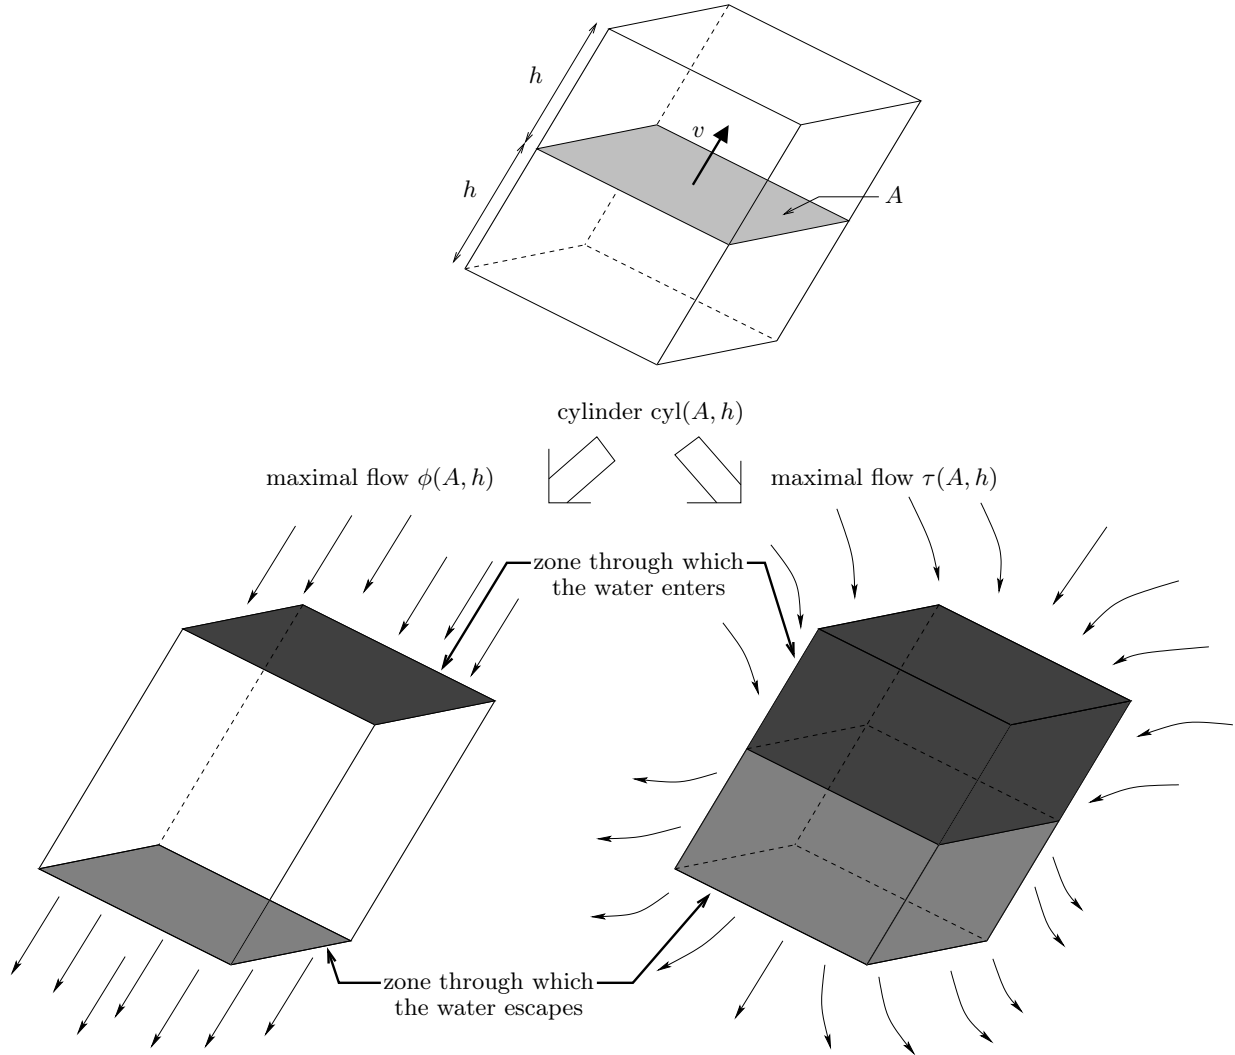 h
v
h
A
cylinder cyl(A, h)
maximal flow ϕ(A, h)
maximal flow τ(A, h)
zone through which
the water enters
zone through which
the water escapes